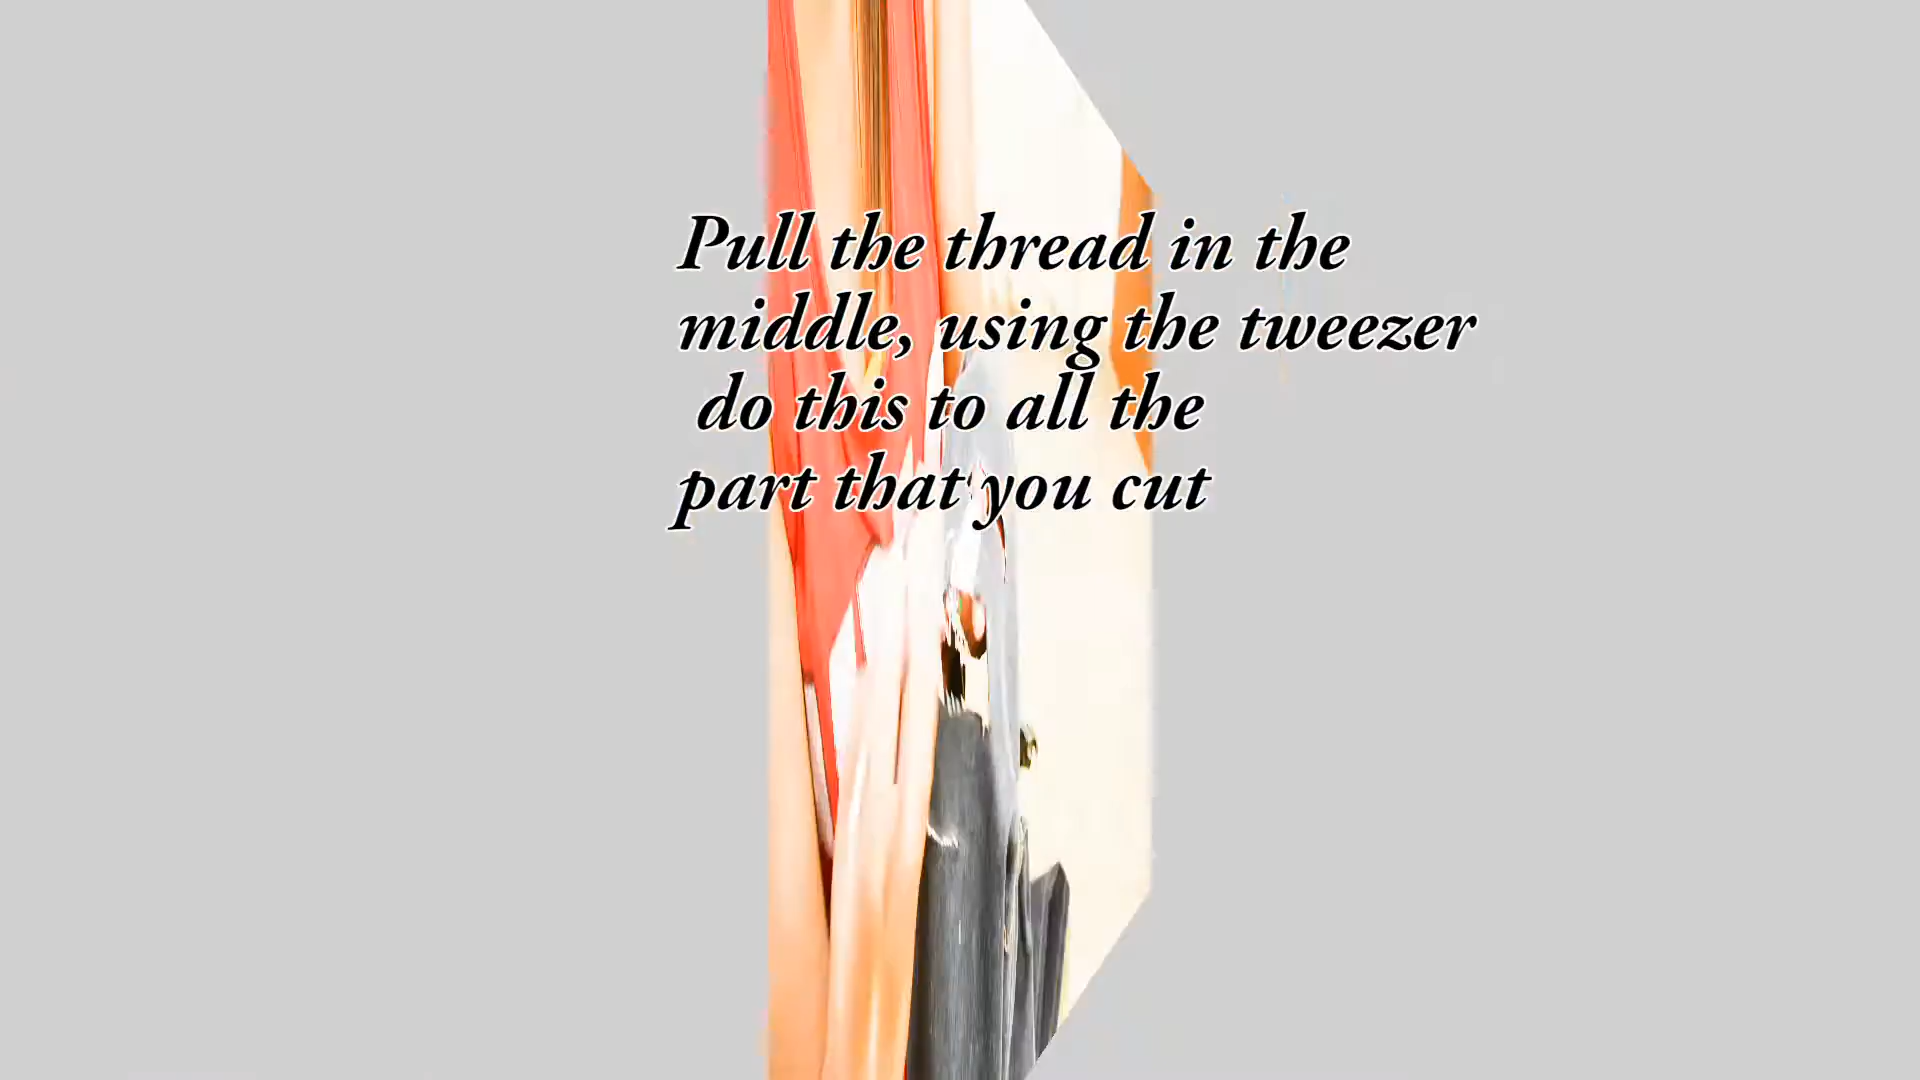 Pull the thread in the
middle, using the tweezer
do this to all the
part that you cut